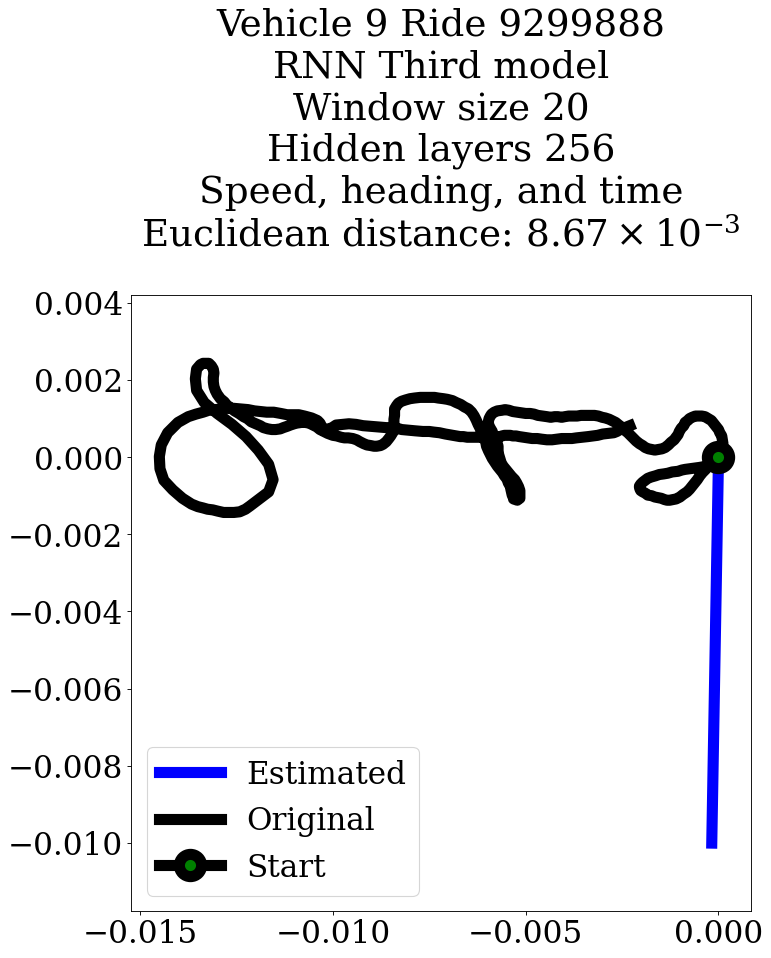 Vehicle 9 Ride 9299888
RNN Third model
Window size 20
Hidden layers 256
Speed, heading, and time
Euclidean distance: 8.67 × 10⁻³
0.004
0.002
0.000
−0.002
−0.004
−0.006
−0.008
−0.010
Estimated
Original
Start
−0.015 −0.010 −0.005 0.000